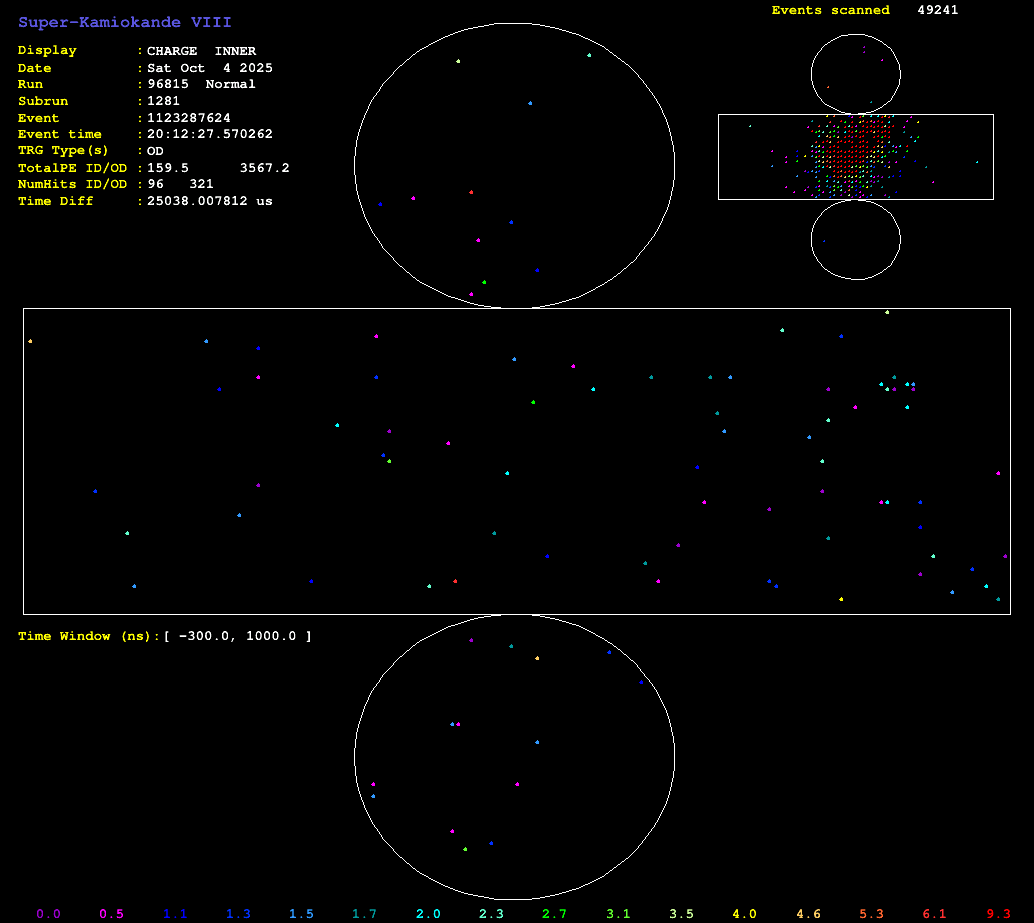 Events scanned 49241
Super-Kamiokande VIII
Display :CHARGE INNER
Date :Sat Oct 4 2025
Run :96815 Normal
Subrun :1281
Event :1123287624
Event time :20:12:27.570262
TRG Type(s) :OD
TotalPE ID/OD :159.5 3567.2
NumHits ID/OD :96 321
Time Diff :25038.007812 us
Time Window (ns):[ -300.0, 1000.0 ]
0.0 0.5 1.1 1.3 1.5 1.7 2.0 2.3 2.7 3.1 3.5 4.0 4.6 5.3 6.1 9.3